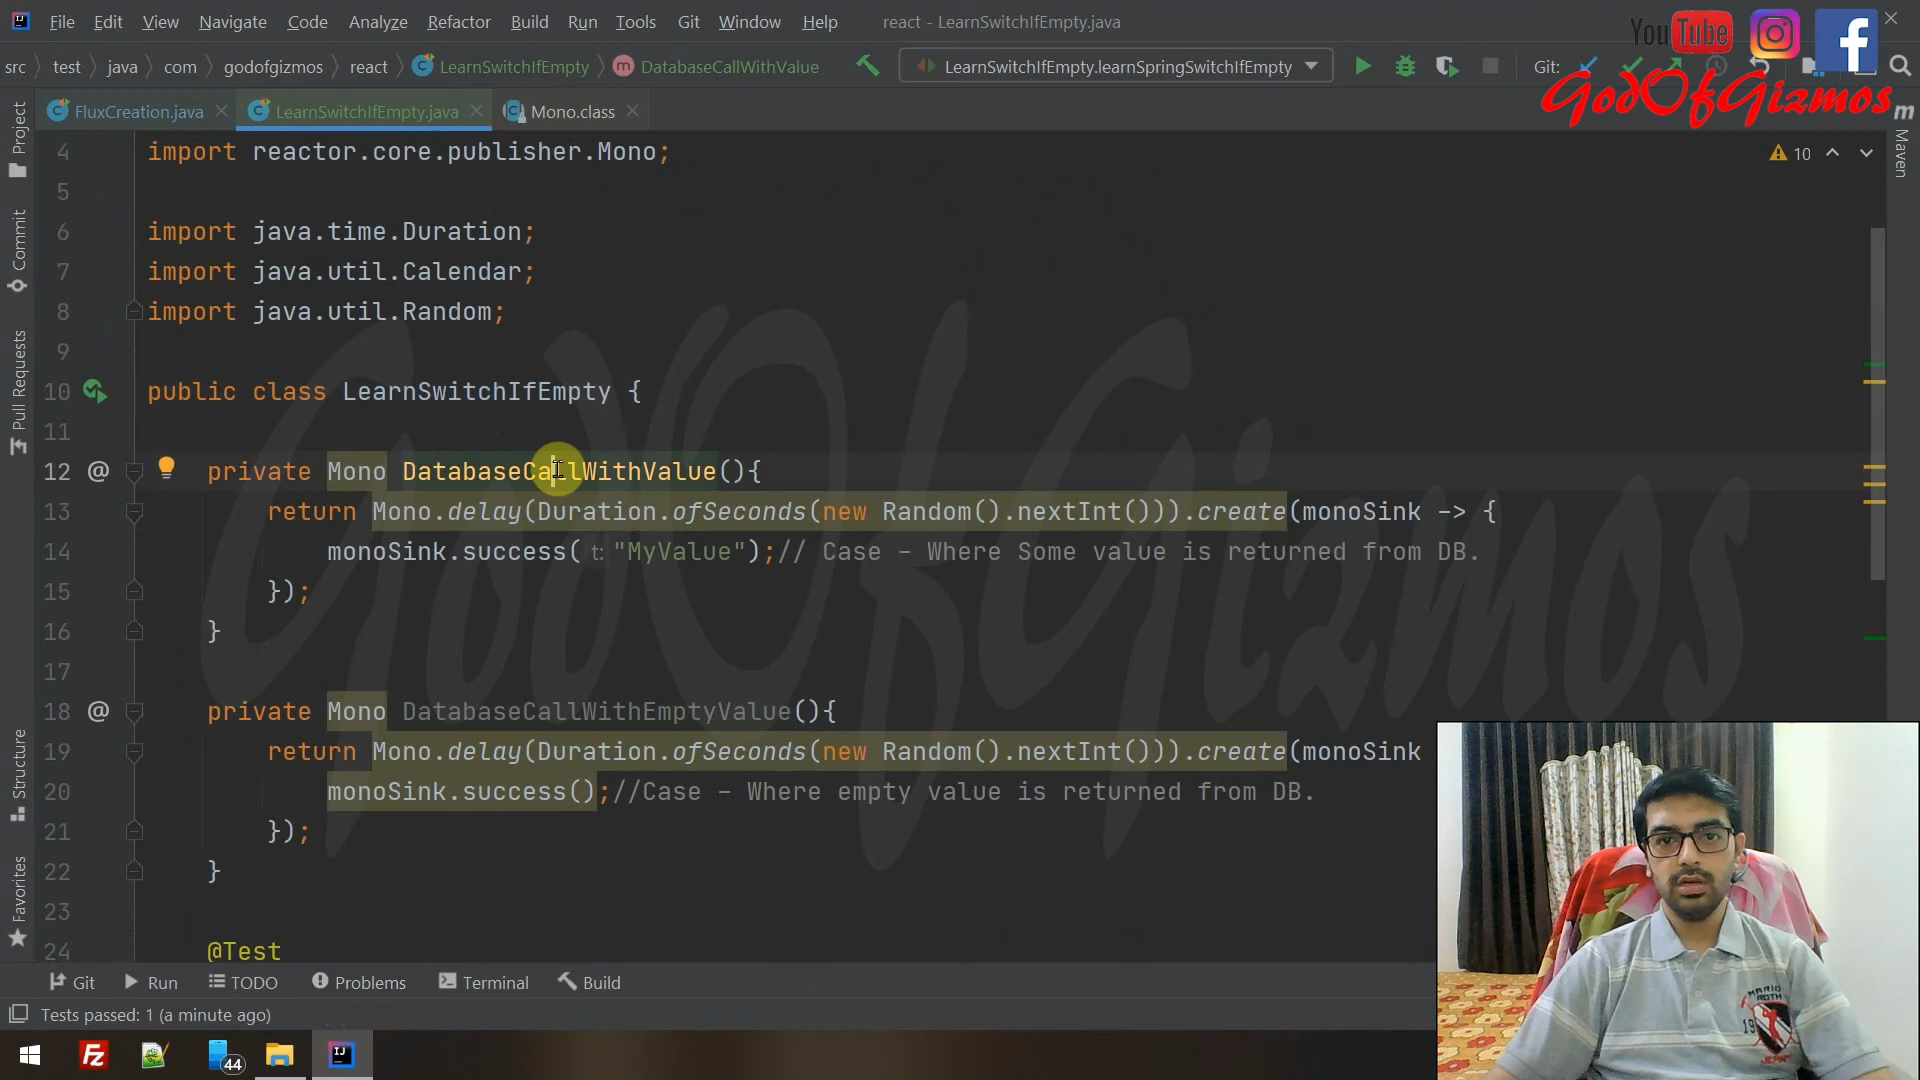 File Edit View Navigate Code Analyze Refactor Build Run Tools Git Window Help react - LearnSwitchIfEmpty.java
YouTube
src test java com godofgizmos react LearnSwitchIfEmpty m DatabaseCallWithValue LearnSwitchIfEmpty.learnSpringSwitchIfEmpty Git:
GodOfGizmos
FluxCreation.java LearnSwitchIfEmpty.java Mono.class
Project
Commit
Pull Requests
Structure
Favorites
m Maven
10
4 import reactor.core.publisher.Mono;
5
6 import java.time.Duration;
7 import java.util.Calendar;
8 import java.util.Random;
9
10 public class LearnSwitchIfEmpty {
11
12 @ private Mono DatabaseCallWithValue(){
13 return Mono.delay(Duration.ofSeconds(new Random().nextInt())).create(monoSink -> {
14 monoSink.success( t: "MyValue");// Case - Where Some value is returned from DB.
15 });
16 }
17
18 @ private Mono DatabaseCallWithEmptyValue(){
19 return Mono.delay(Duration.ofSeconds(new Random().nextInt())).create(monoSink
20 monoSink.success();//Case - Where empty value is returned from DB.
21 });
22 }
23
24 @Test
GodOfGizmos
Git Run TODO Problems Terminal Build
Tests passed: 1 (a minute ago)
Fz 44 IJ
MARIO
ROTH